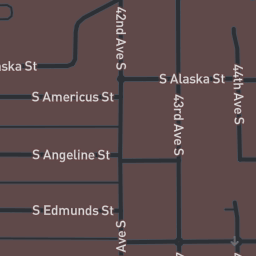 42nd Ave S
aska St
S Alaska St
44th Ave S
S Americus St
43rd Ave S
S Angeline St
S Edmunds St
Ave S